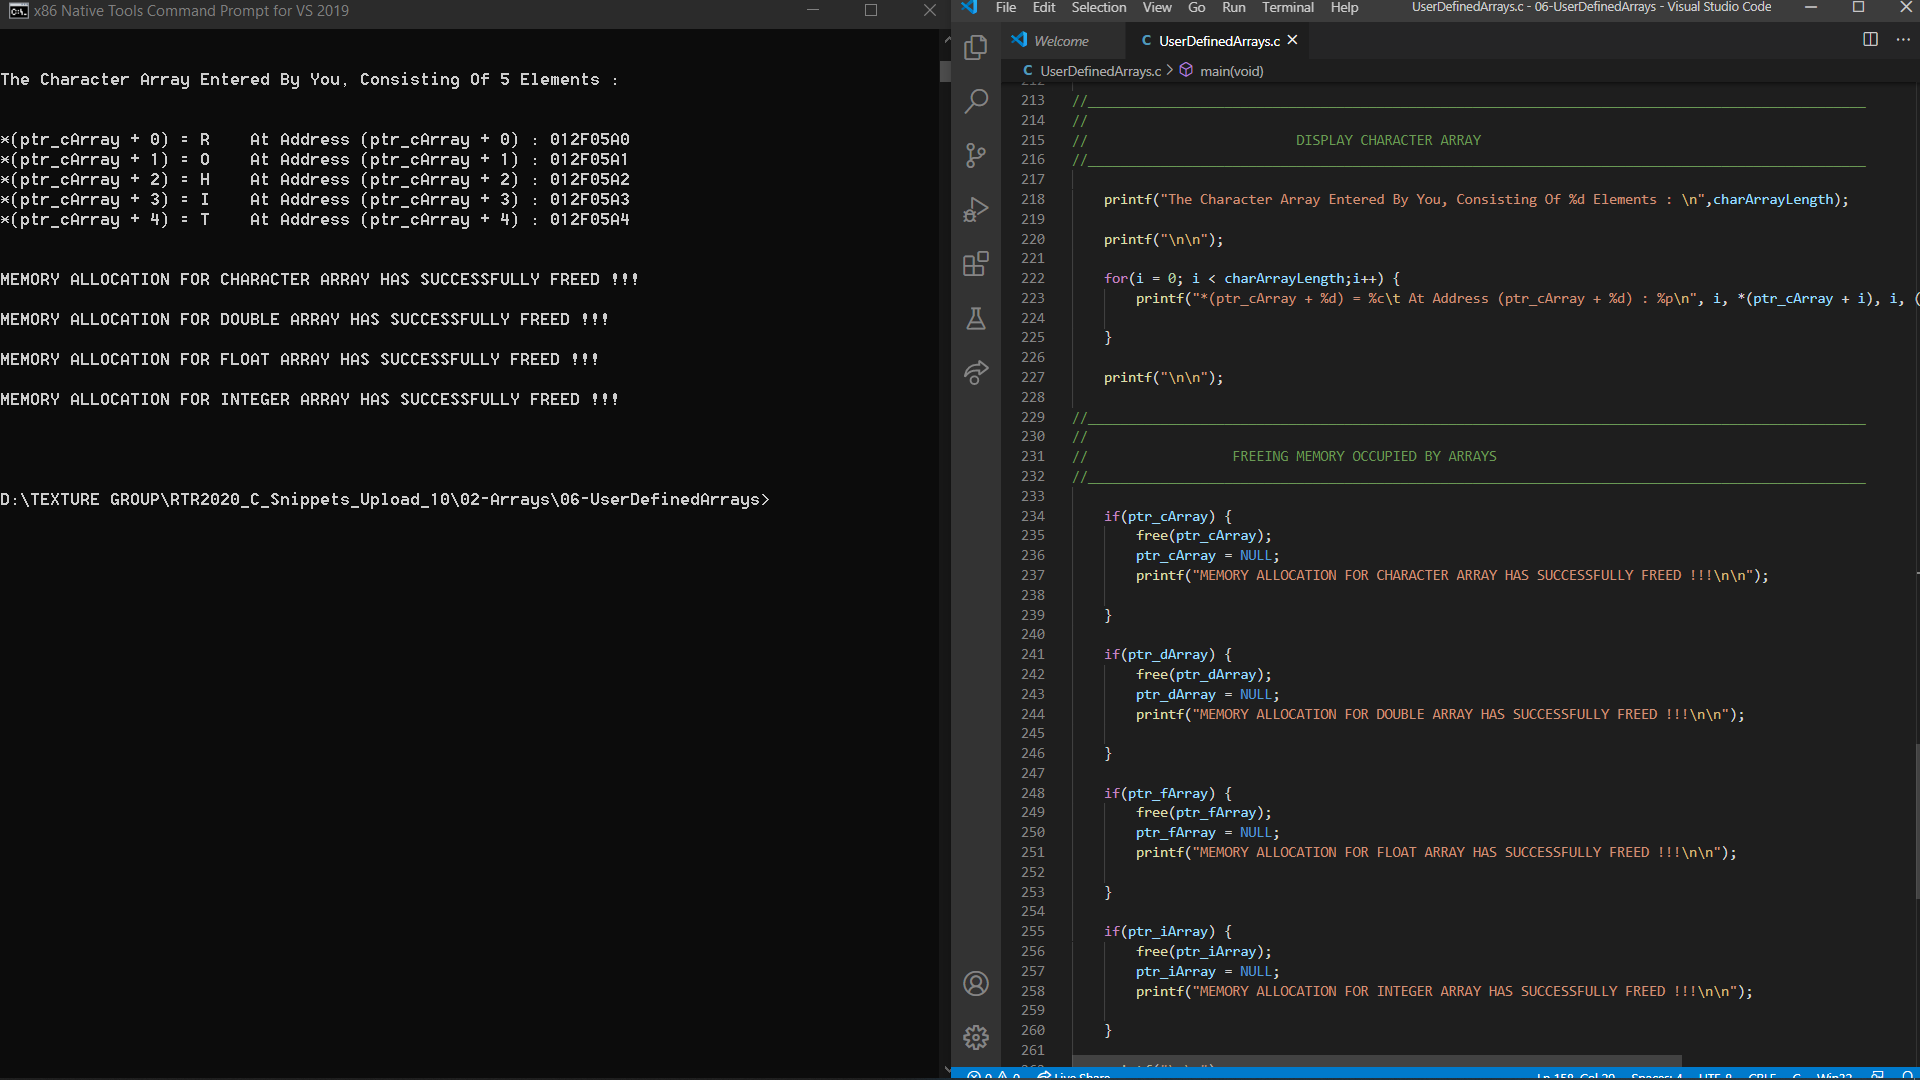 x86 Native Tools Command Prompt for VS 2019
The Character Array Entered By You, Consisting Of 5 Elements :
*(ptr_cArray + 0) = R    At Address (ptr_cArray + 0) : 012F05A0
*(ptr_cArray + 1) = O    At Address (ptr_cArray + 1) : 012F05A1
*(ptr_cArray + 2) = H    At Address (ptr_cArray + 2) : 012F05A2
*(ptr_cArray + 3) = I    At Address (ptr_cArray + 3) : 012F05A3
*(ptr_cArray + 4) = T    At Address (ptr_cArray + 4) : 012F05A4
MEMORY ALLOCATION FOR CHARACTER ARRAY HAS SUCCESSFULLY FREED !!!
MEMORY ALLOCATION FOR DOUBLE ARRAY HAS SUCCESSFULLY FREED !!!
MEMORY ALLOCATION FOR FLOAT ARRAY HAS SUCCESSFULLY FREED !!!
MEMORY ALLOCATION FOR INTEGER ARRAY HAS SUCCESSFULLY FREED !!!
D:\TEXTURE GROUP\RTR2020_C_Snippets_Upload_10\02-Arrays\06-UserDefinedArrays>
File Edit Selection View Go Run Terminal Help UserDefinedArrays.c - 06-UserDefinedArrays - Visual Studio Code
Welcome C UserDefinedArrays.c
C UserDefinedArrays.c > main(void)
213 //
214 //
215 // DISPLAY CHARACTER ARRAY
216 //
217
218 printf("The Character Array Entered By You, Consisting Of %d Elements : \n",charArrayLength);
219
220 printf("\n\n");
221
222 for(i = 0; i < charArrayLength;i++) {
223 printf("*(ptr_cArray + %d) = %c\t At Address (ptr_cArray + %d) : %p\n", i, *(ptr_cArray + i), i, (
224
225 }
226
227 printf("\n\n");
228
229 //
230 //
231 // FREEING MEMORY OCCUPIED BY ARRAYS
232 //
233
234 if(ptr_cArray) {
235 free(ptr_cArray);
236 ptr_cArray = NULL;
237 printf("MEMORY ALLOCATION FOR CHARACTER ARRAY HAS SUCCESSFULLY FREED !!!\n\n");
238
239 }
240
241 if(ptr_dArray) {
242 free(ptr_dArray);
243 ptr_dArray = NULL;
244 printf("MEMORY ALLOCATION FOR DOUBLE ARRAY HAS SUCCESSFULLY FREED !!!\n\n");
245
246 }
247
248 if(ptr_fArray) {
249 free(ptr_fArray);
250 ptr_fArray = NULL;
251 printf("MEMORY ALLOCATION FOR FLOAT ARRAY HAS SUCCESSFULLY FREED !!!\n\n");
252
253 }
254
255 if(ptr_iArray) {
256 free(ptr_iArray);
257 ptr_iArray = NULL;
258 printf("MEMORY ALLOCATION FOR INTEGER ARRAY HAS SUCCESSFULLY FREED !!!\n\n");
259
260 }
261
0 0 Live Share Ln 158, Col 20 Spaces: 4 UTF-8 CRLF C Win32